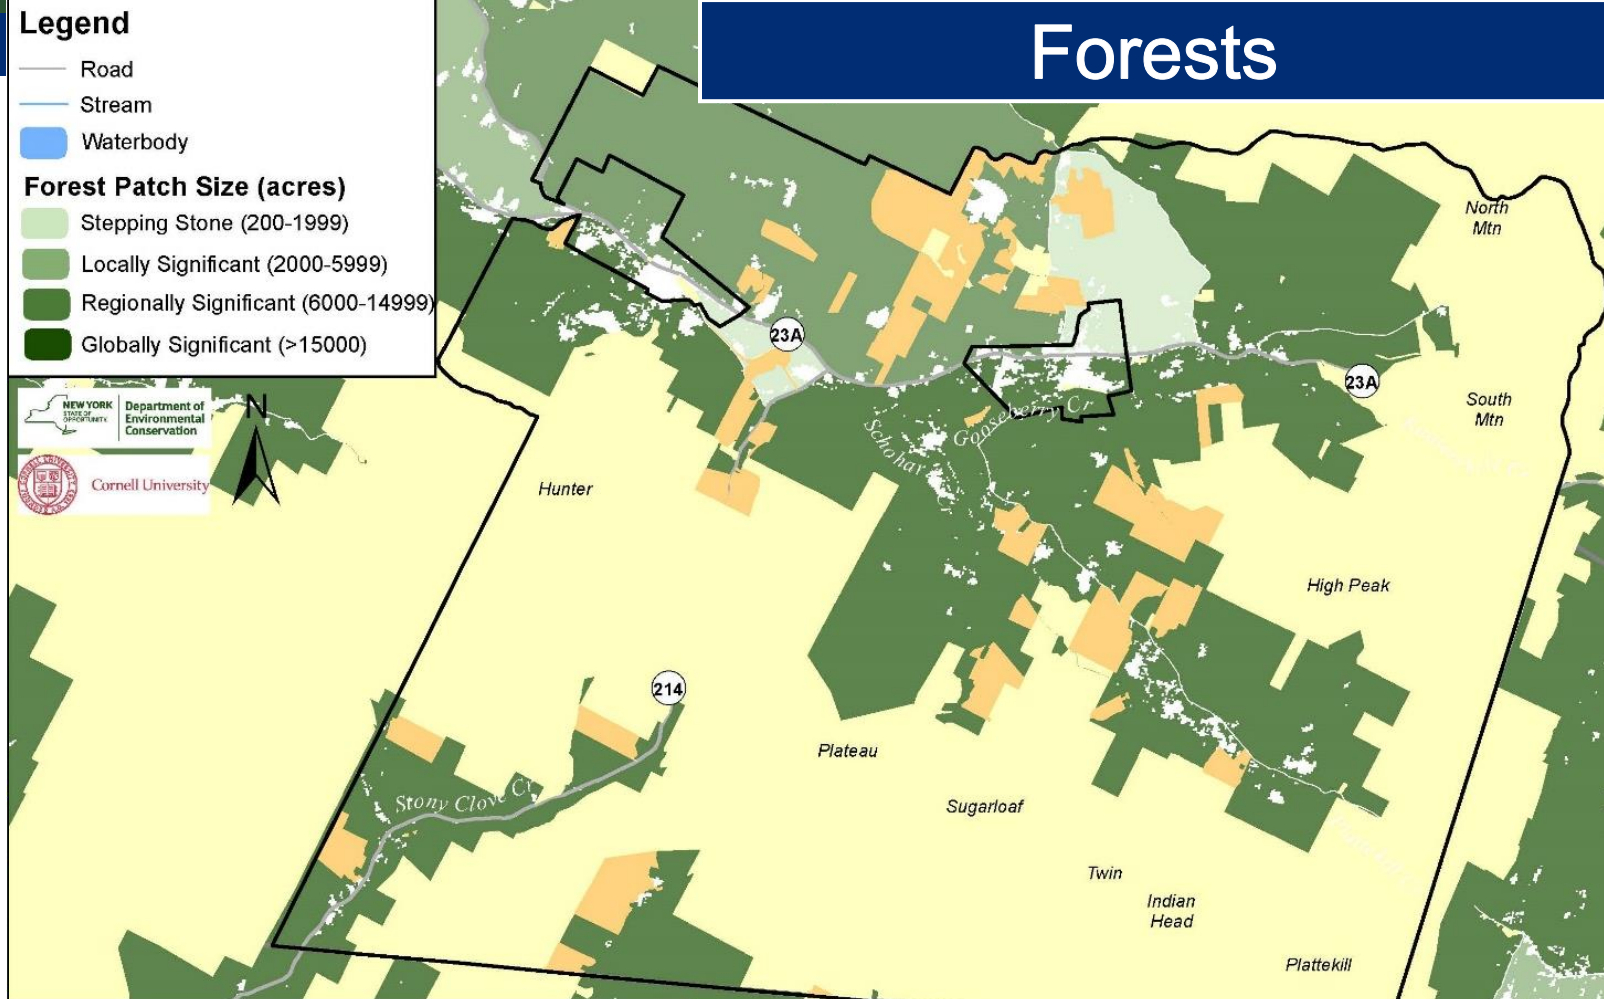 Forests
Legend
Road
Stream
Waterbody
Forest Patch Size (acres)
Stepping Stone (200-1999)
Locally Significant (2000-5999)
Regionally Significant (6000-14999)
Globally Significant (>15000)
NEW YORK
STATE OF
OPPORTUNITY
Department of
Environmental
Conservation
N
Cornell University
North
Mtn
23A
23A
South
Mtn
Gooseberry Cr
Schohar
Hunter
High Peak
214
Plateau
Stony Clove Cr
Sugarloaf
Twin
Indian
Head
Plattekill